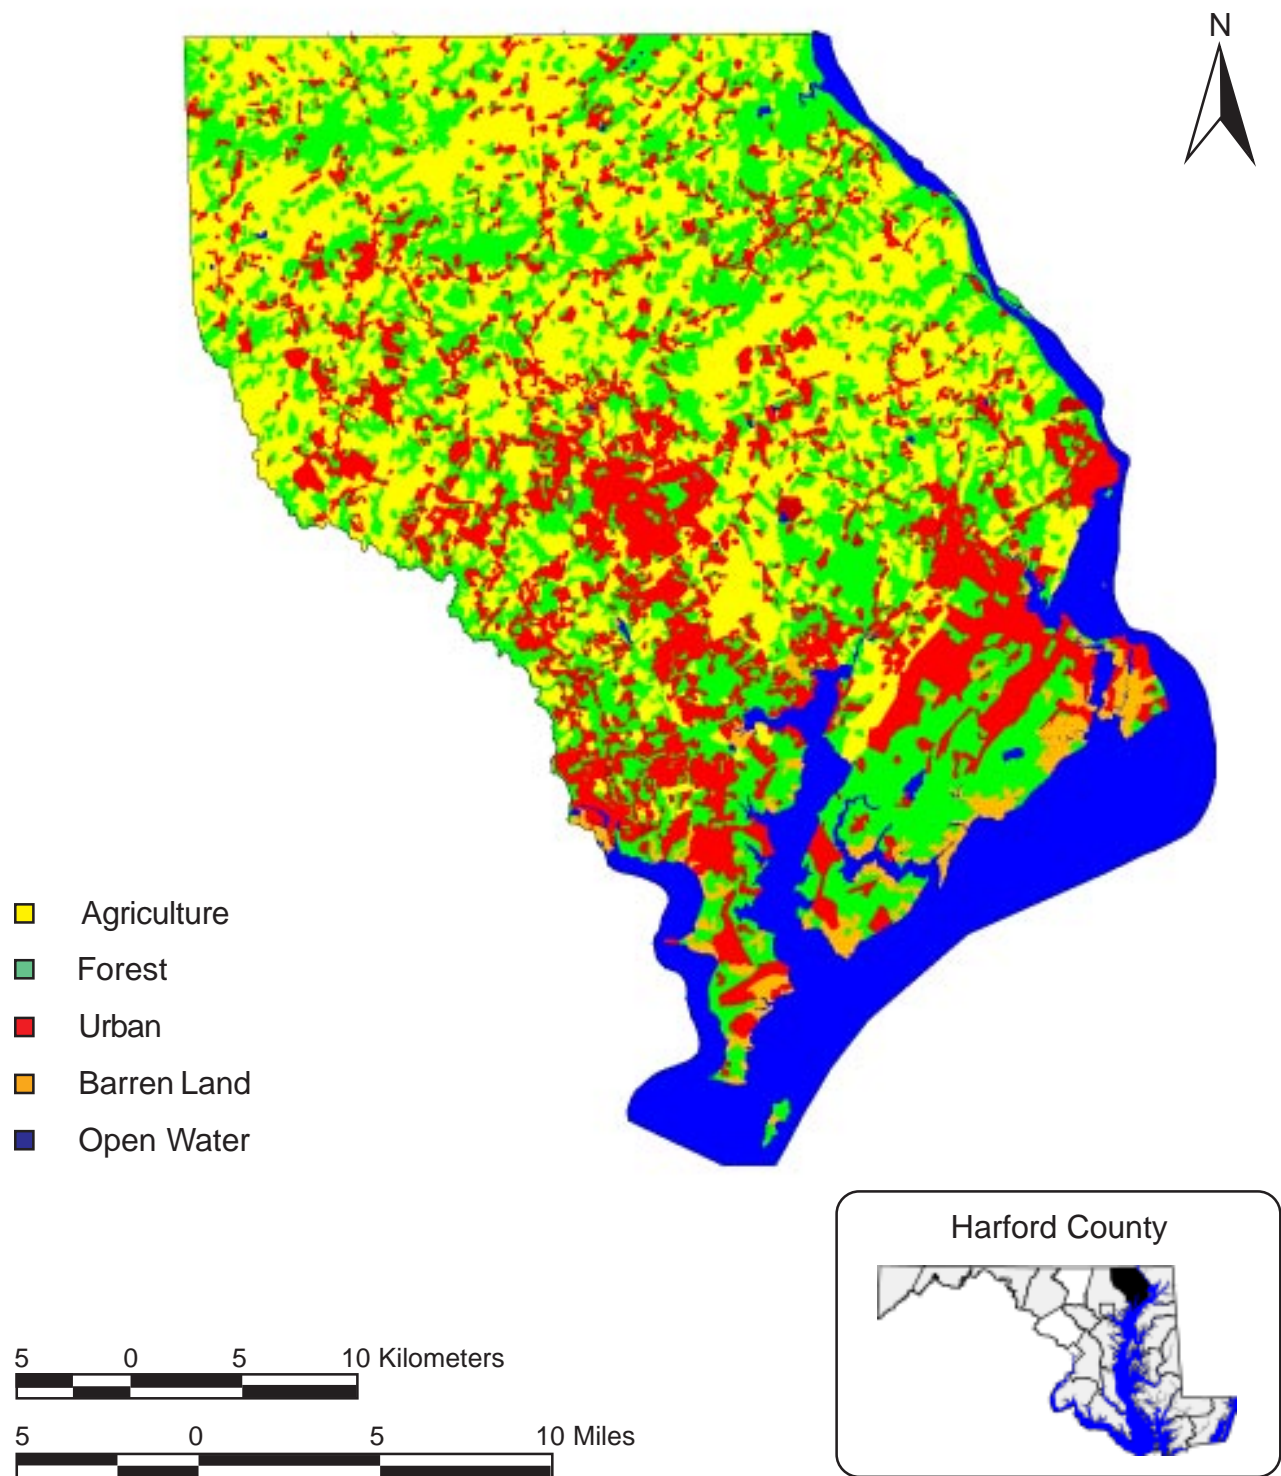 N
Agriculture
Forest
Urban
Barren Land
Open Water
Harford County
5 0 5 10 Kilometers
5 0 5 10 Miles